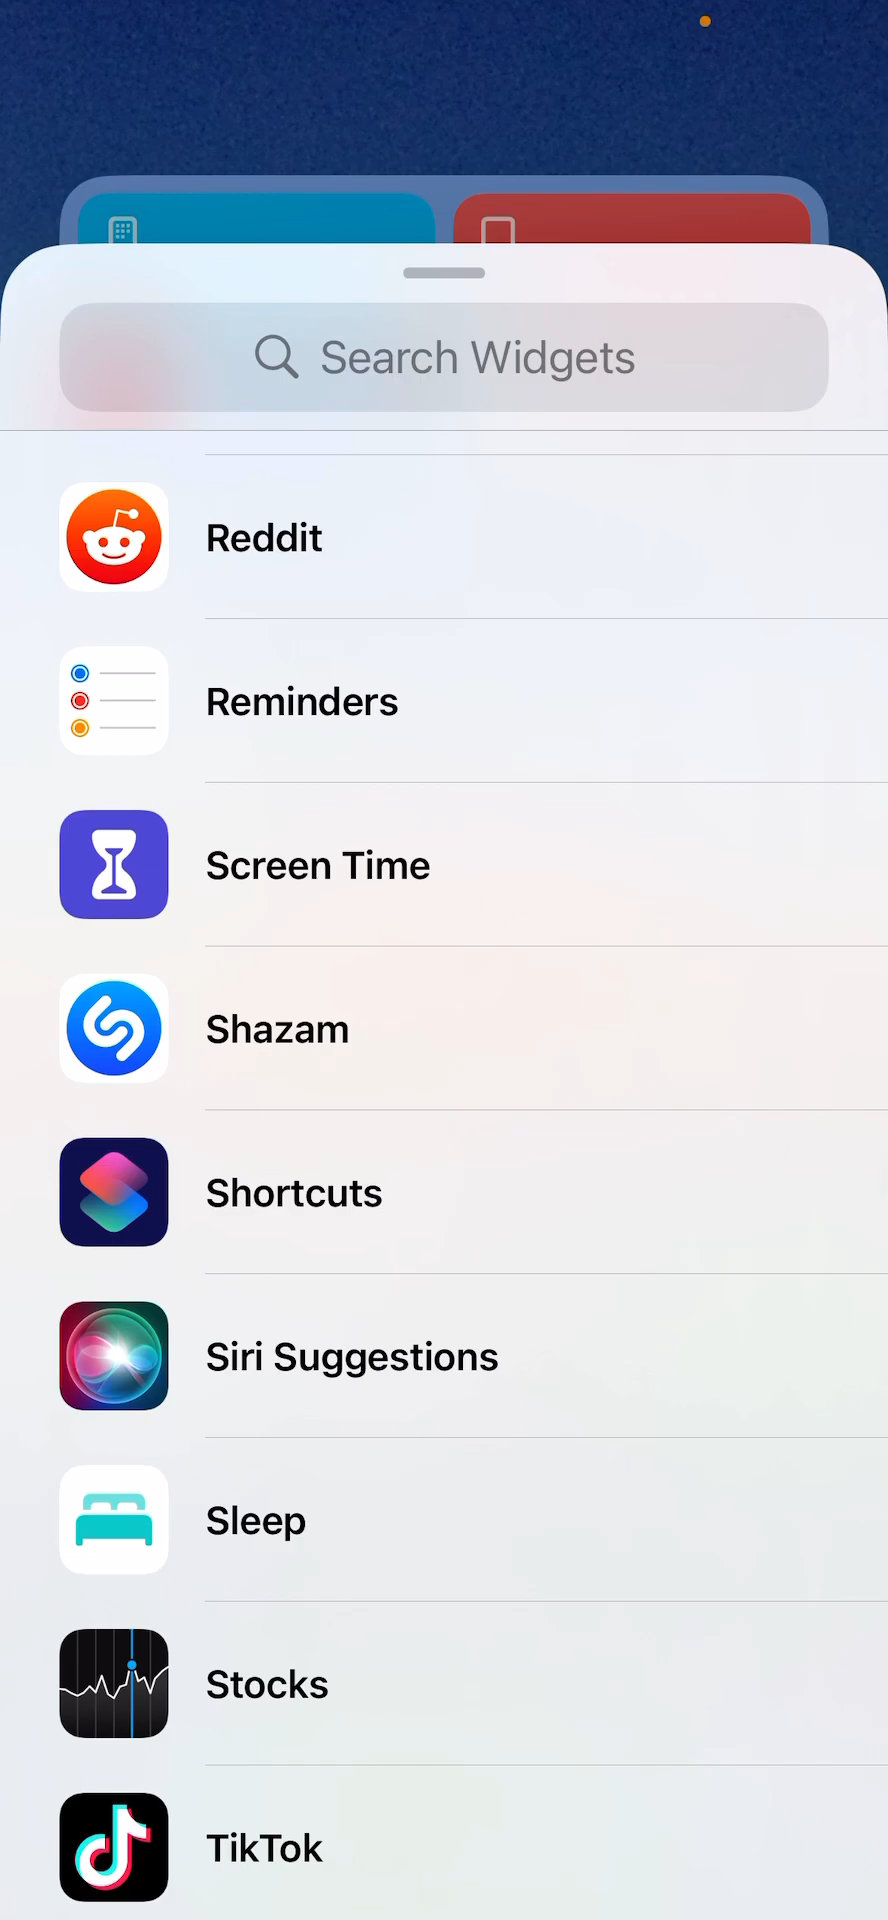 Search Widgets
Reddit
Reminders
Screen Time
Shazam
Shortcuts
Siri Suggestions
Sleep
Stocks
TikTok